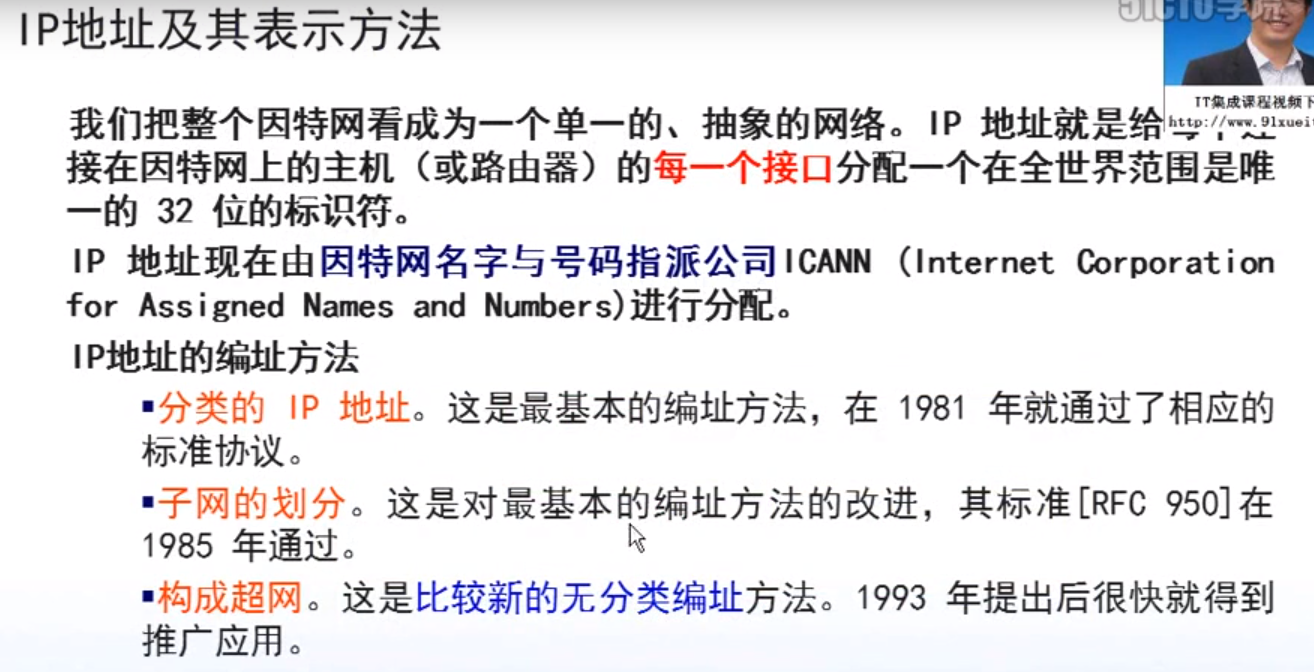 51CTO学院
IP地址及其表示方法
IT集成课程视频下
http://www.91xueit
我们把整个因特网看成为一个单一的、抽象的网络。IP 地址就是给
接在因特网上的主机（或路由器）的每一个接口分配一个在全世界范围是唯
一的 32 位的标识符。
IP 地址现在由因特网名字与号码指派公司ICANN (Internet Corporation
for Assigned Names and Numbers)进行分配。
IP地址的编址方法
▪分类的 IP 地址。这是最基本的编址方法，在 1981 年就通过了相应的
标准协议。
▪子网的划分。这是对最基本的编址方法的改进，其标准[RFC 950]在
1985 年通过。
▪构成超网。这是比较新的无分类编址方法。1993 年提出后很快就得到
推广应用。